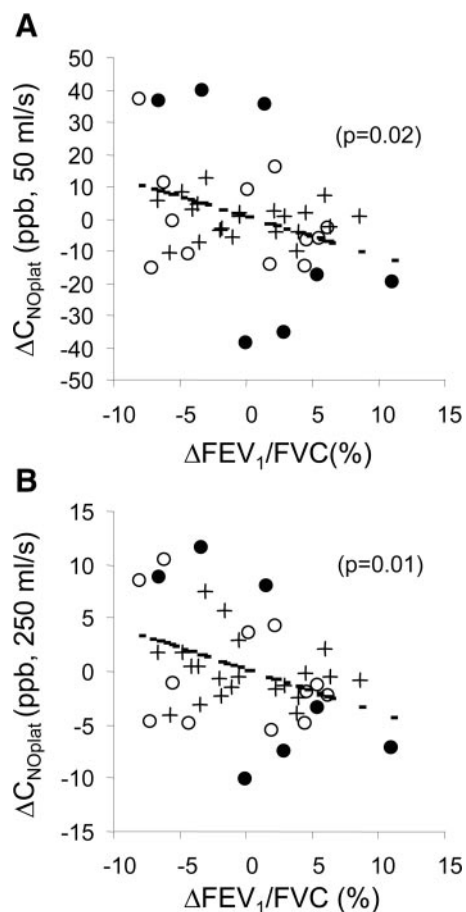 A
ΔC_NOplat (ppb, 50 ml/s)
50
40
30
20
10
0
-10
-20
-30
-40
-50
(p=0.02)
-10 -5 0 5 10 15
ΔFEV₁/FVC(%)
B
ΔC_NOplat (ppb, 250 ml/s)
15
10
5
0
-5
-10
-15
(p=0.01)
-10 -5 0 5 10 15
ΔFEV₁/FVC (%)